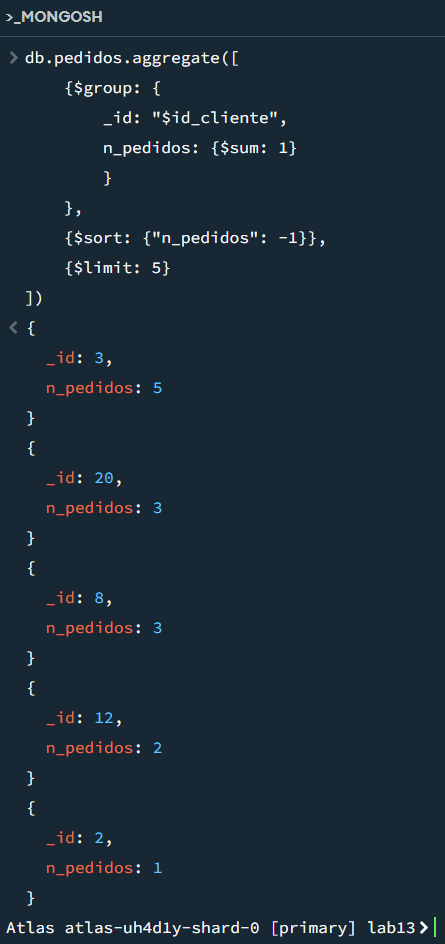 >_MONGOSH
> db.pedidos.aggregate([
{$group: {
_id: "$id_cliente",
n_pedidos: {$sum: 1}
}
},
{$sort: {"n_pedidos": -1}},
{$limit: 5}
])
< {
_id: 3,
n_pedidos: 5
}
{
_id: 20,
n_pedidos: 3
}
{
_id: 8,
n_pedidos: 3
}
{
_id: 12,
n_pedidos: 2
}
{
_id: 2,
n_pedidos: 1
}
Atlas atlas-uh4d1y-shard-0 [primary] lab13>